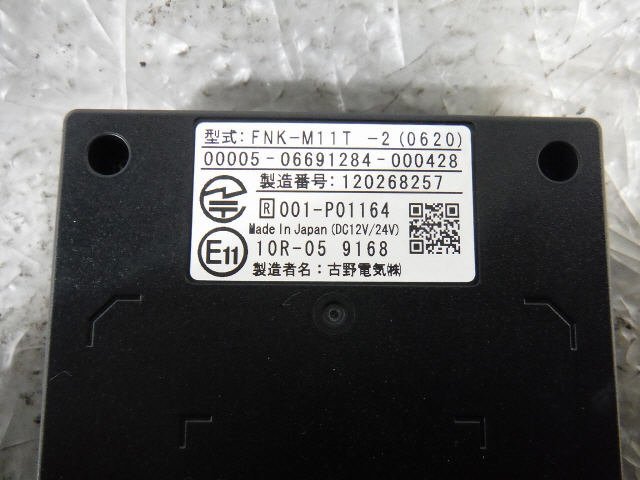 型式:FNK-M11T -2(0620)
00005-06691284-000428
製造番号:120268257
R 001-P01164
Made In Japan (DC12V/24V)
E11 10R-05 9168
製造者名:古野電気㈱